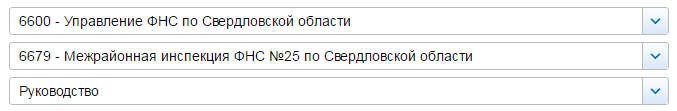 6600 - Управление ФНС по Свердловской области
6679 - Межрайонная инспекция ФНС №25 по Свердловской области
Руководство